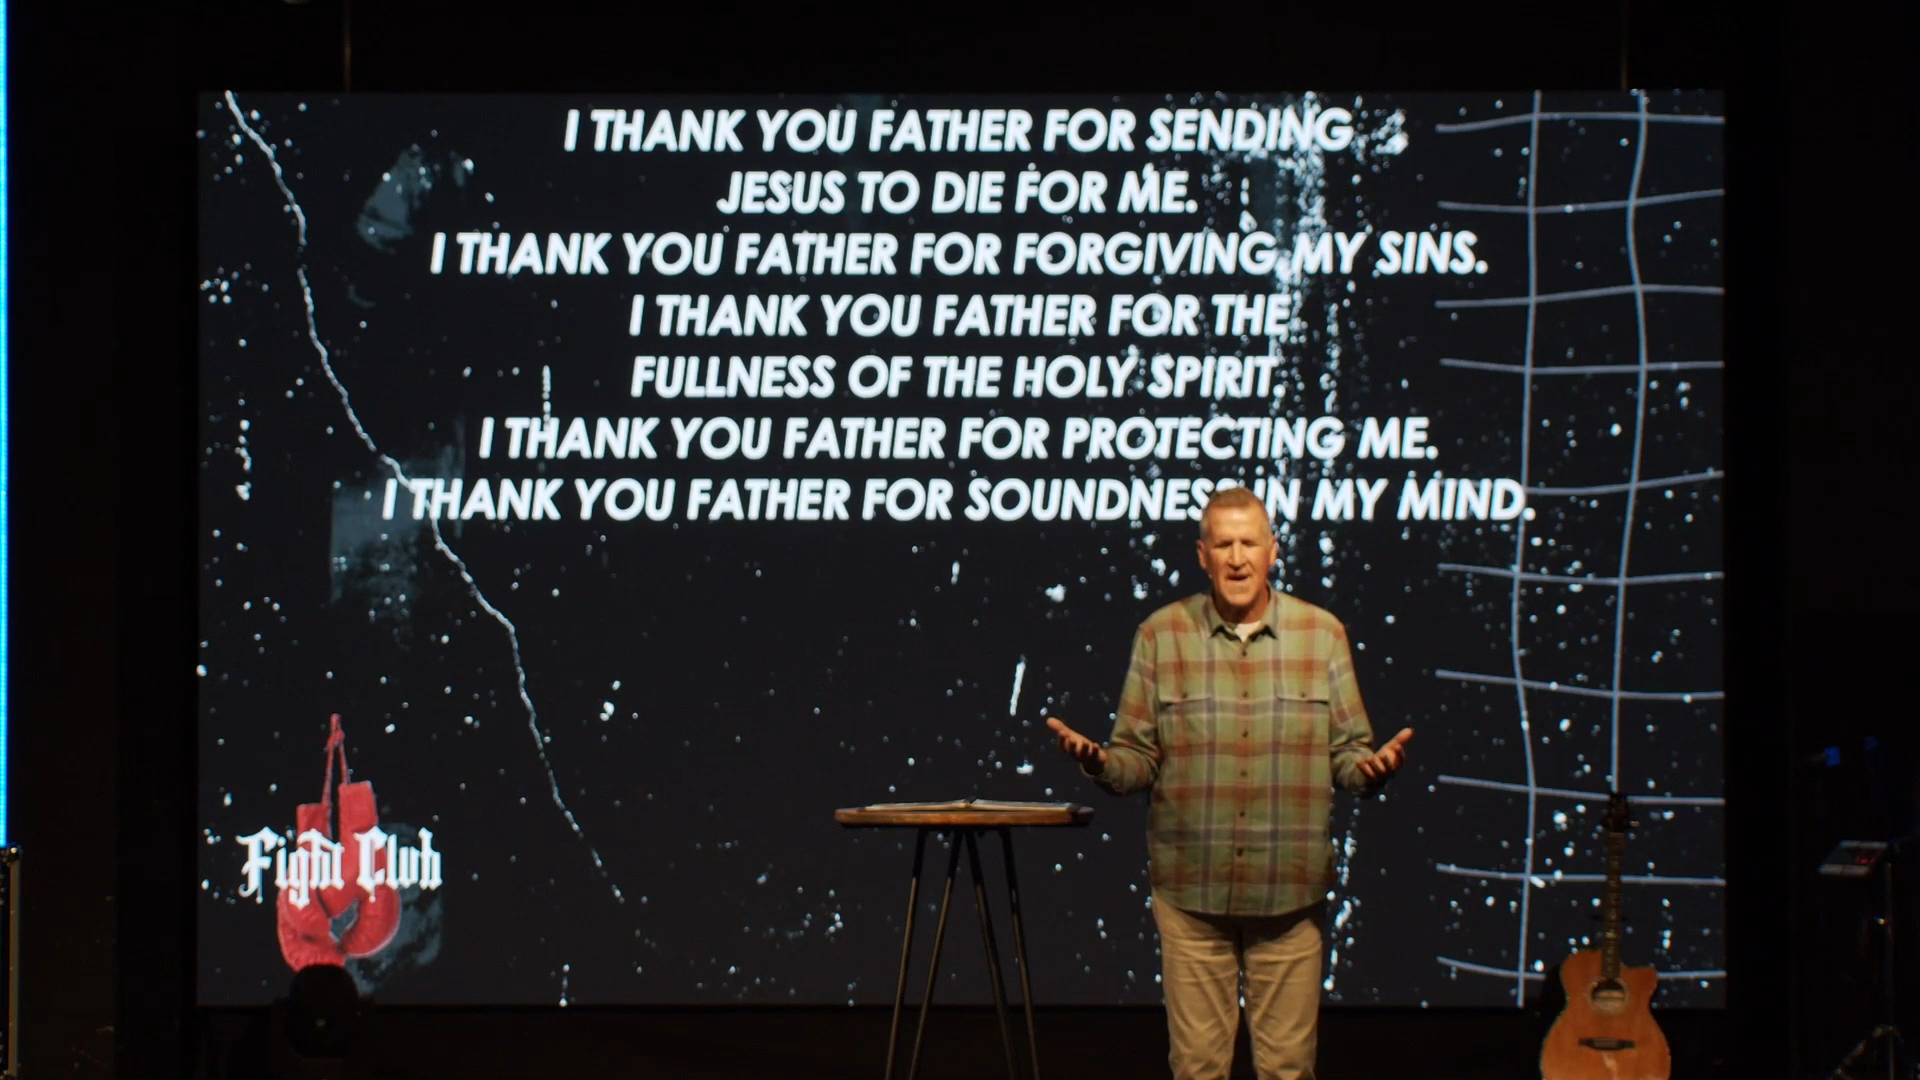 I THANK YOU FATHER FOR SENDING
JESUS TO DIE FOR ME.
I THANK YOU FATHER FOR FORGIVING MY SINS.
I THANK YOU FATHER FOR THE
FULLNESS OF THE HOLY SPIRIT.
I THANK YOU FATHER FOR PROTECTING ME.
I THANK YOU FATHER FOR SOUNDNESS IN MY MIND.
Fight Club